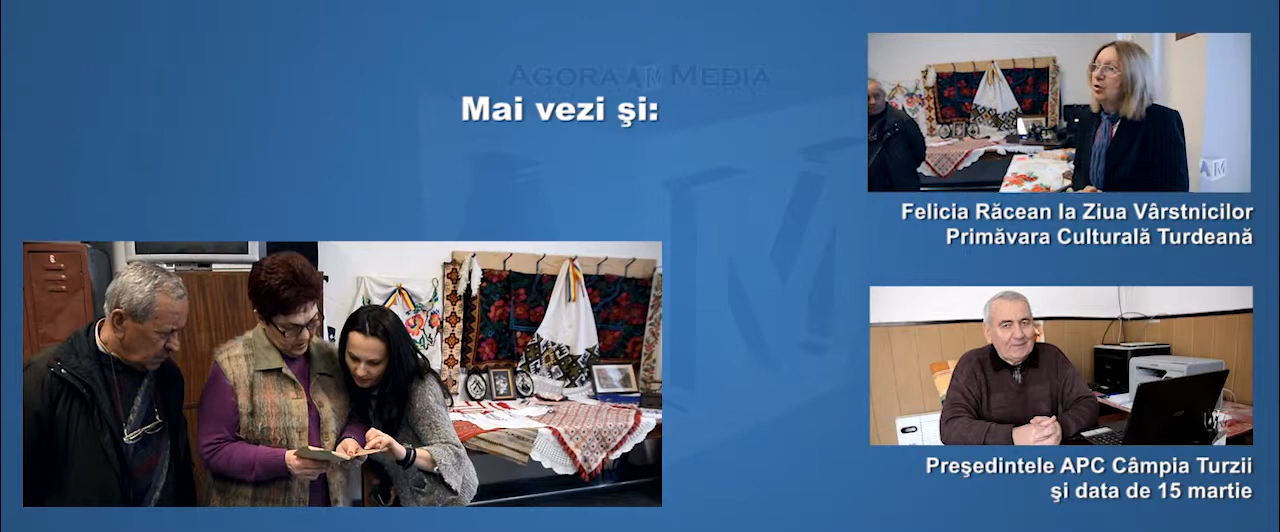 AGORA AM MEDIA
Mai vezi şi:
Felicia Răcean la Ziua Vârstnicilor
Primăvara Culturală Turdeană
Preşedintele APC Câmpia Turzii
şi data de 15 martie